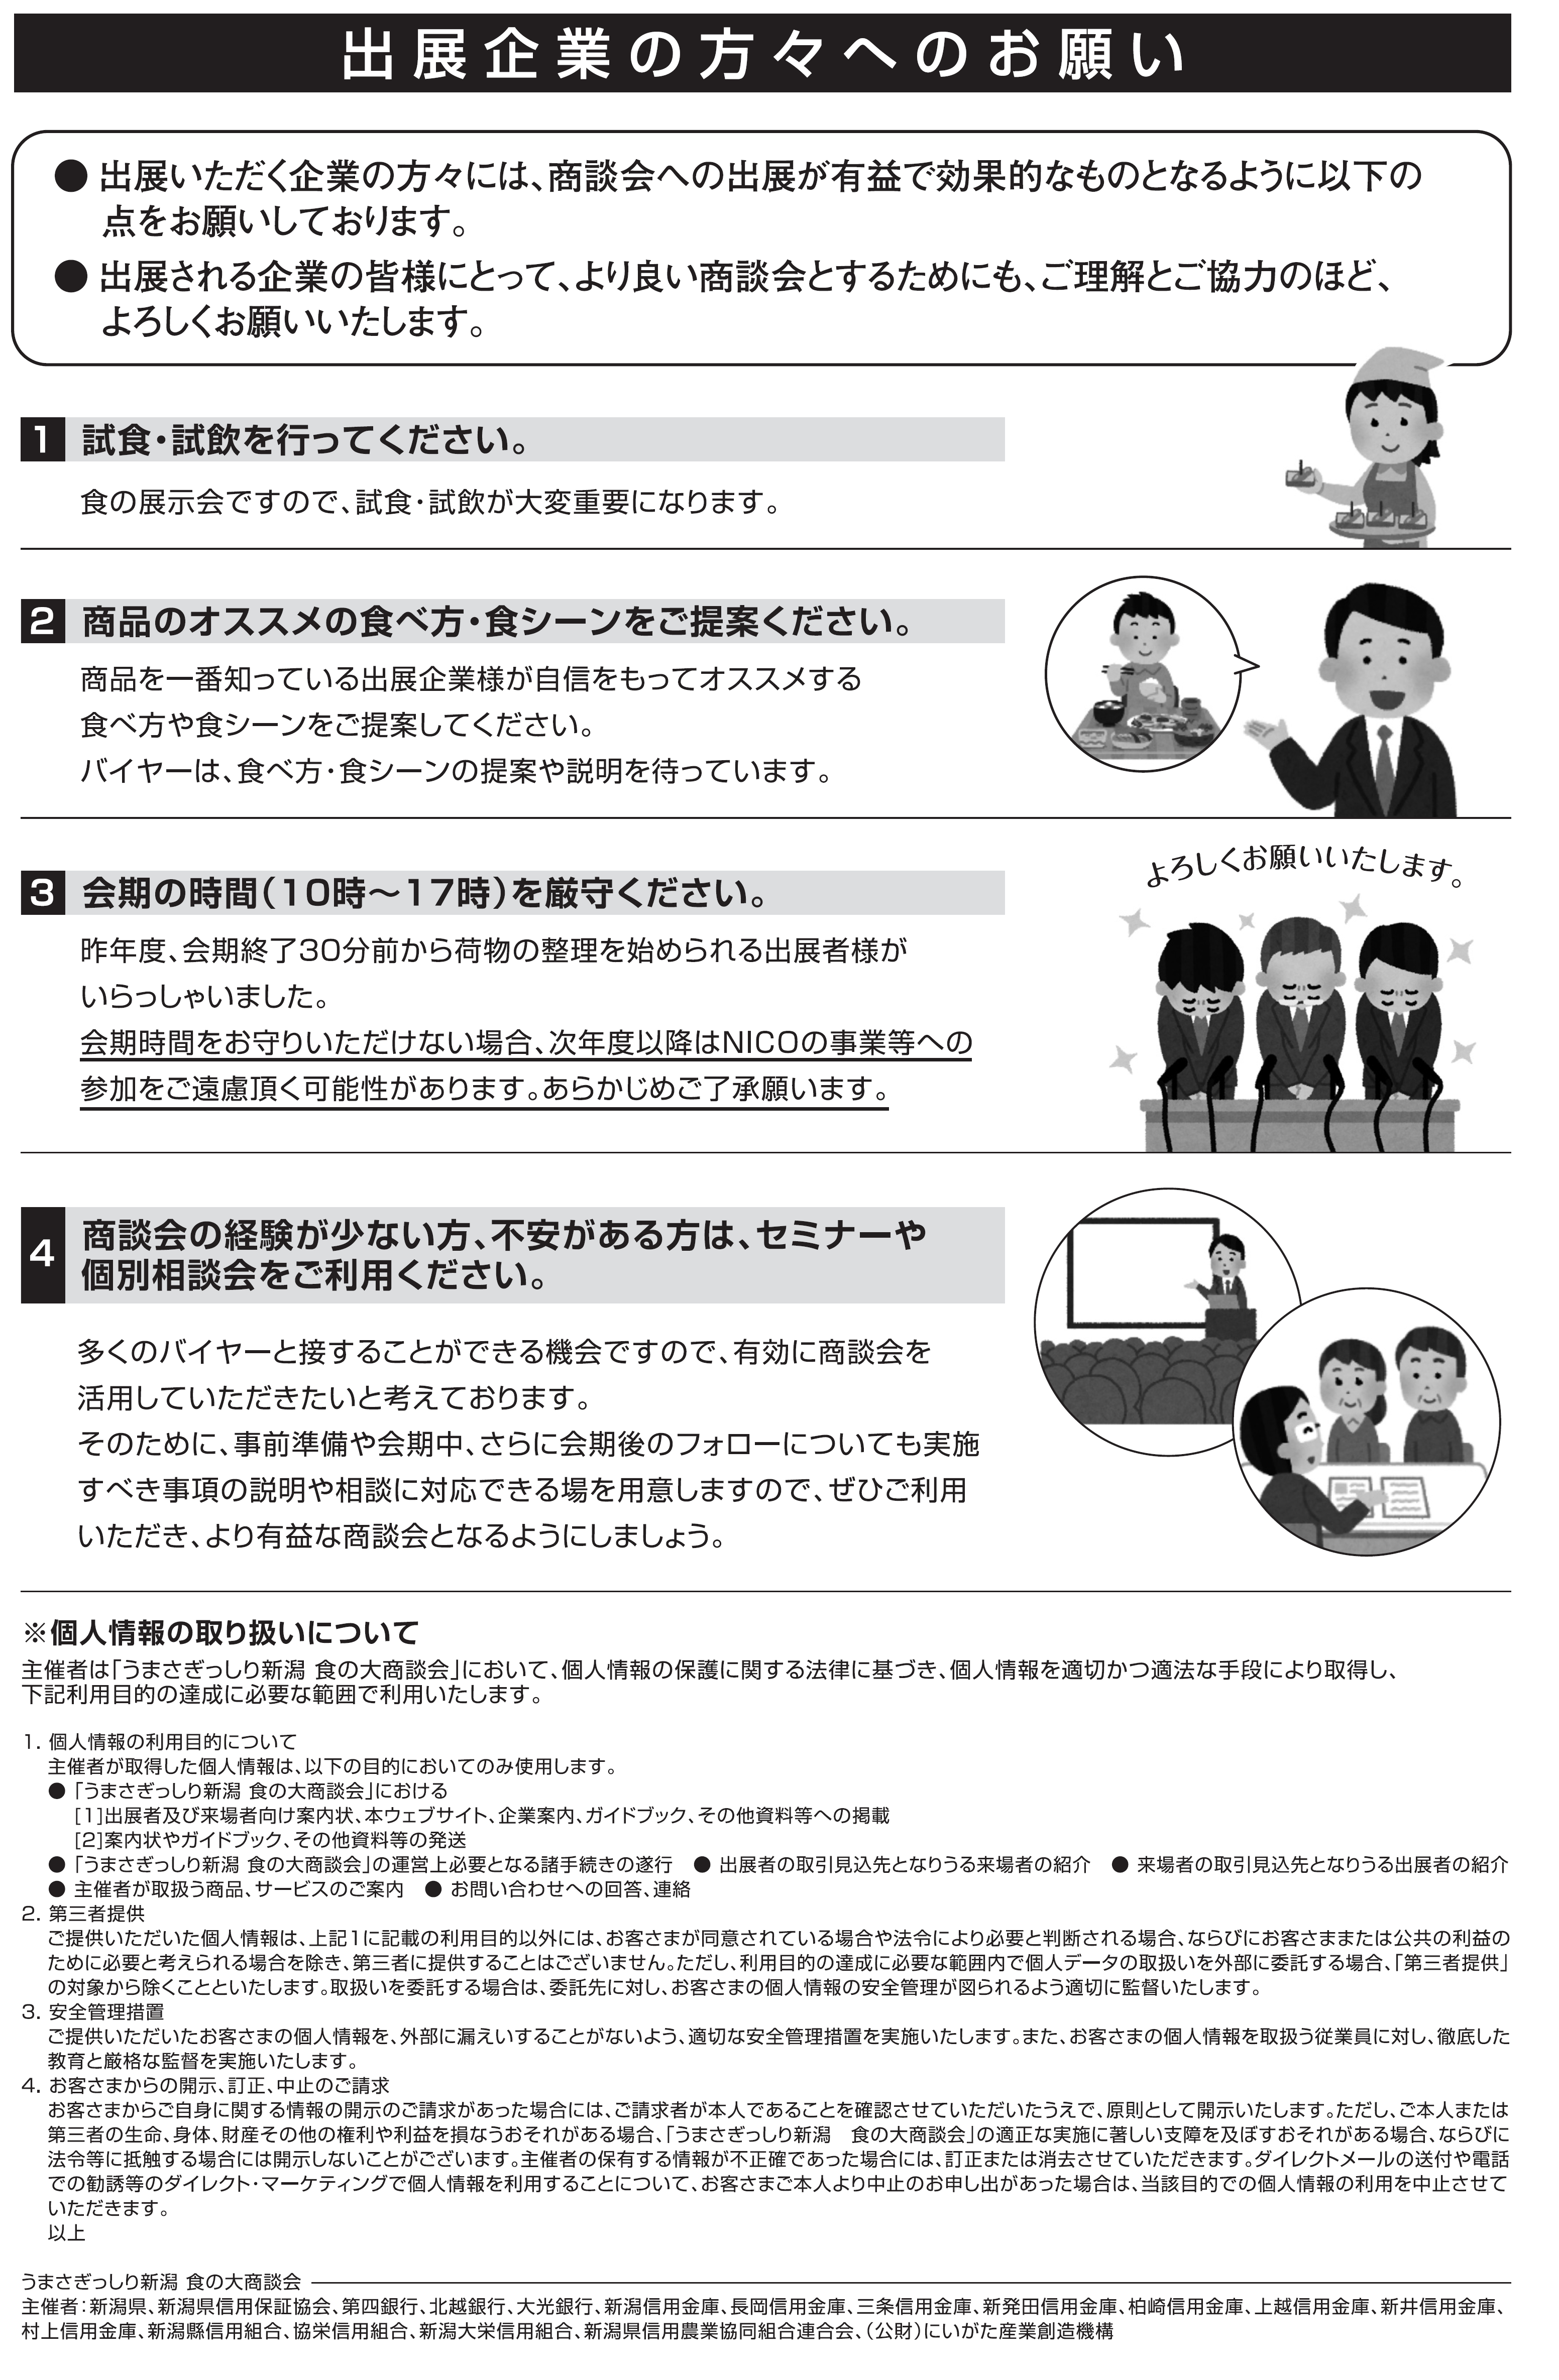 出展企業の方々へのお願い
● 出展いただく企業の方々には、商談会への出展が有益で効果的なものとなるように以下の
点をお願いしております。
● 出展される企業の皆様にとって、より良い商談会とするためにも、ご理解とご協力のほど、
よろしくお願いいたします。
1 試食・試飲を行ってください。
食の展示会ですので、試食・試飲が大変重要になります。
2 商品のオススメの食べ方・食シーンをご提案ください。
商品を一番知っている出展企業様が自信をもってオススメする
食べ方や食シーンをご提案してください。
バイヤーは、食べ方・食シーンの提案や説明を待っています。
よろしくお願いいたします。
3 会期の時間（10時～17時）を厳守ください。
昨年度、会期終了30分前から荷物の整理を始められる出展者様が
いらっしゃいました。
会期時間をお守りいただけない場合、次年度以降はNICOの事業等への
参加をご遠慮頂く可能性があります。あらかじめご了承願います。
4 商談会の経験が少ない方、不安がある方は、セミナーや
個別相談会をご利用ください。
多くのバイヤーと接することができる機会ですので、有効に商談会を
活用していただきたいと考えております。
そのために、事前準備や会期中、さらに会期後のフォローについても実施
すべき事項の説明や相談に対応できる場を用意しますので、ぜひご利用
いただき、より有益な商談会となるようにしましょう。
※個人情報の取り扱いについて
主催者は「うまさぎっしり新潟 食の大商談会」において、個人情報の保護に関する法律に基づき、個人情報を適切かつ適法な手段により取得し、
下記利用目的の達成に必要な範囲で利用いたします。
1. 個人情報の利用目的について
主催者が取得した個人情報は、以下の目的においてのみ使用します。
● 「うまさぎっしり新潟 食の大商談会」における
[1]出展者及び来場者向け案内状、本ウェブサイト、企業案内、ガイドブック、その他資料等への掲載
[2]案内状やガイドブック、その他資料等の発送
● 「うまさぎっしり新潟 食の大商談会」の運営上必要となる諸手続きの遂行 ● 出展者の取引見込先となりうる来場者の紹介 ● 来場者の取引見込先となりうる出展者の紹介
● 主催者が取扱う商品、サービスのご案内 ● お問い合わせへの回答、連絡
2. 第三者提供
ご提供いただいた個人情報は、上記1に記載の利用目的以外には、お客さまが同意されている場合や法令により必要と判断される場合、ならびにお客さままたは公共の利益の
ために必要と考えられる場合を除き、第三者に提供することはございません。ただし、利用目的の達成に必要な範囲内で個人データの取扱いを外部に委託する場合、「第三者提供」
の対象から除くことといたします。取扱いを委託する場合は、委託先に対し、お客さまの個人情報の安全管理が図られるよう適切に監督いたします。
3. 安全管理措置
ご提供いただいたお客さまの個人情報を、外部に漏えいすることがないよう、適切な安全管理措置を実施いたします。また、お客さまの個人情報を取扱う従業員に対し、徹底した
教育と厳格な監督を実施いたします。
4. お客さまからの開示、訂正、中止のご請求
お客さまからご自身に関する情報の開示のご請求があった場合には、ご請求者が本人であることを確認させていただいたうえで、原則として開示いたします。ただし、ご本人または
第三者の生命、身体、財産その他の権利や利益を損なうおそれがある場合、「うまさぎっしり新潟　食の大商談会」の適正な実施に著しい支障を及ぼすおそれがある場合、ならびに
法令等に抵触する場合には開示しないことがございます。主催者の保有する情報が不正確であった場合には、訂正または消去させていただきます。ダイレクトメールの送付や電話
での勧誘等のダイレクト・マーケティングで個人情報を利用することについて、お客さまご本人より中止のお申し出があった場合は、当該目的での個人情報の利用を中止させて
いただきます。
以上
うまさぎっしり新潟 食の大商談会
主催者：新潟県、新潟県信用保証協会、第四銀行、北越銀行、大光銀行、新潟信用金庫、長岡信用金庫、三条信用金庫、新発田信用金庫、柏崎信用金庫、上越信用金庫、新井信用金庫、
村上信用金庫、新潟縣信用組合、協栄信用組合、新潟大栄信用組合、新潟県信用農業協同組合連合会、（公財）にいがた産業創造機構